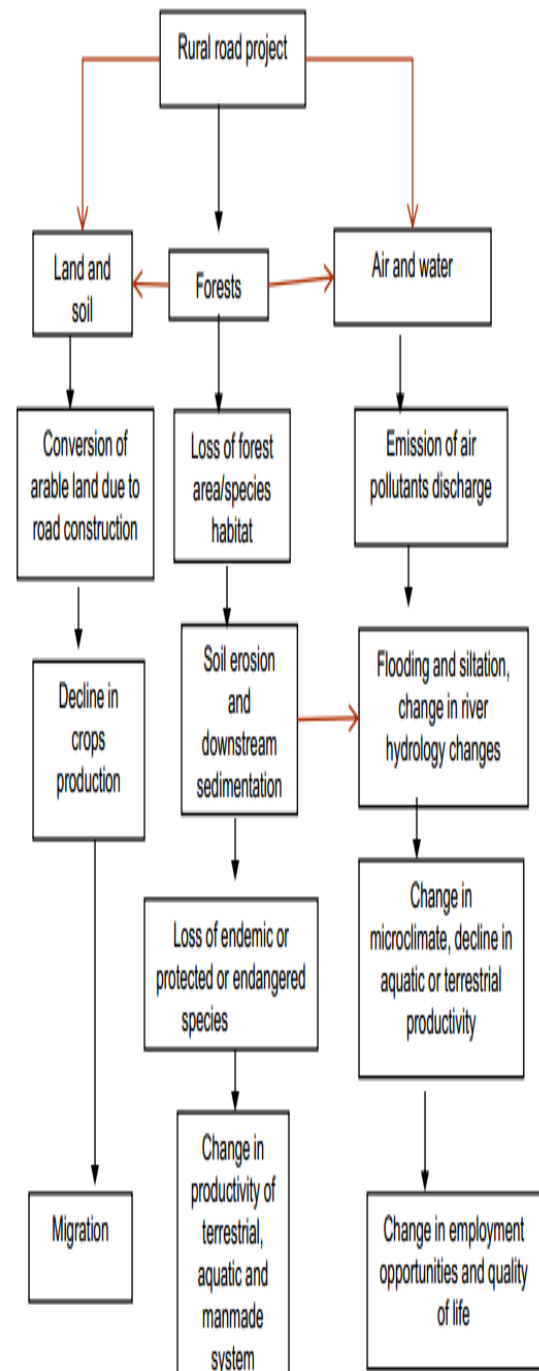 Rural road project
Land and
soil
Forests
Air and water
Conversion of
arable land due to
road construction
Loss of forest
area/species
habitat
Emission of air
pollutants discharge
Decline in
crops
production
Soil erosion
and
downstream
sedimentation
Flooding and siltation,
change in river
hydrology changes
Loss of endemic or
protected or endangered
species
Change in
microclimate, decline in
aquatic or terrestrial
productivity
Migration
Change in
productivity of
terrestrial,
aquatic and
manmade
system
Change in employment
opportunities and quality
of life